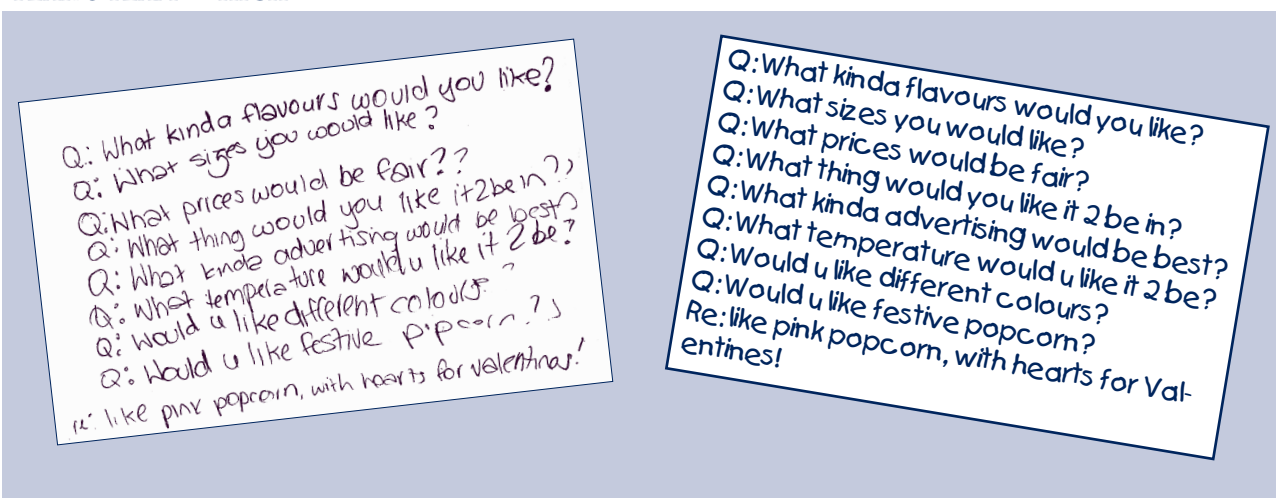 Q: What kinda flavours would you like?
Q: What sizes you woould like?
Q: What prices would be fair??
Q: What thing would you like it 2 be in??
Q: What kinda advertising would be best?
Q: What temperature would u like it 2 be?
Q: Would u like different colours?
Q: Would u like festive popcorn??
re: like pink popcorn, with hearts for valentines!
Q:What kinda flavours would you like?
Q:What sizes you would like?
Q:What prices would be fair?
Q:What thing would you like it 2 be in?
Q:What kinda advertising would be best?
Q:What temperature would u like it 2 be?
Q:Would u like different colours?
Q:Would u like festive popcorn?
Re: like pink popcorn, with hearts for Val-
entines!